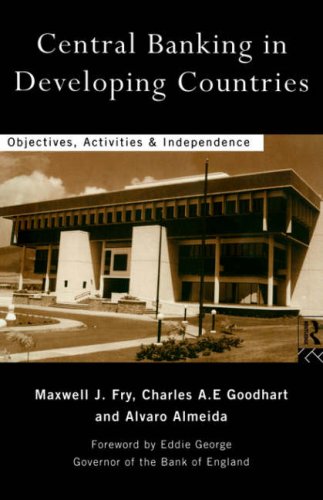 Central Banking in
Developing Countries
Objectives, Activities & Independence
Maxwell J. Fry, Charles A.E Goodhart
and Alvaro Almeida
Foreword by Eddie George
Governor of the Bank of England